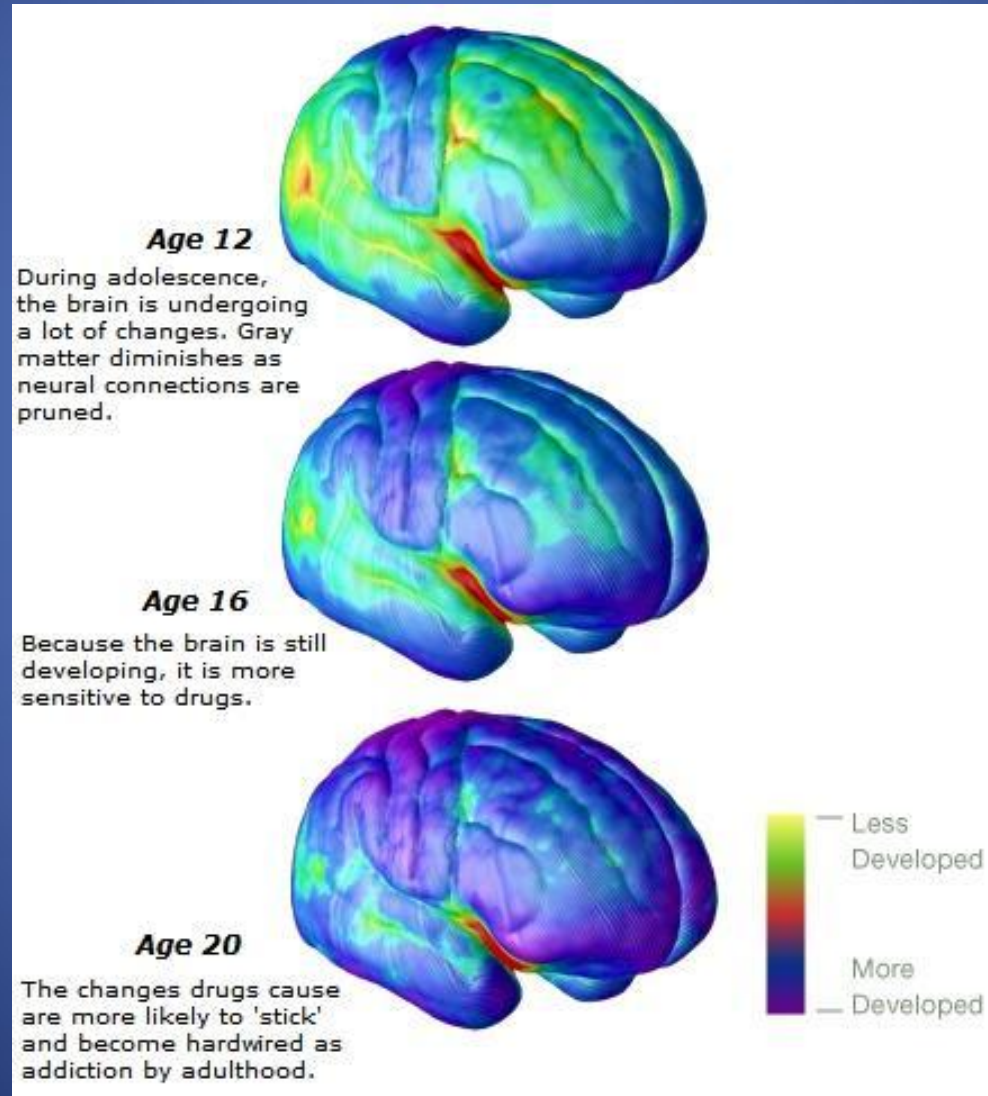 Age 12
During adolescence,
the brain is undergoing
a lot of changes. Gray
matter diminishes as
neural connections are
pruned.
Age 16
Because the brain is still
developing, it is more
sensitive to drugs.
Age 20
The changes drugs cause
are more likely to 'stick'
and become hardwired as
addiction by adulthood.
Less
Developed
More
Developed